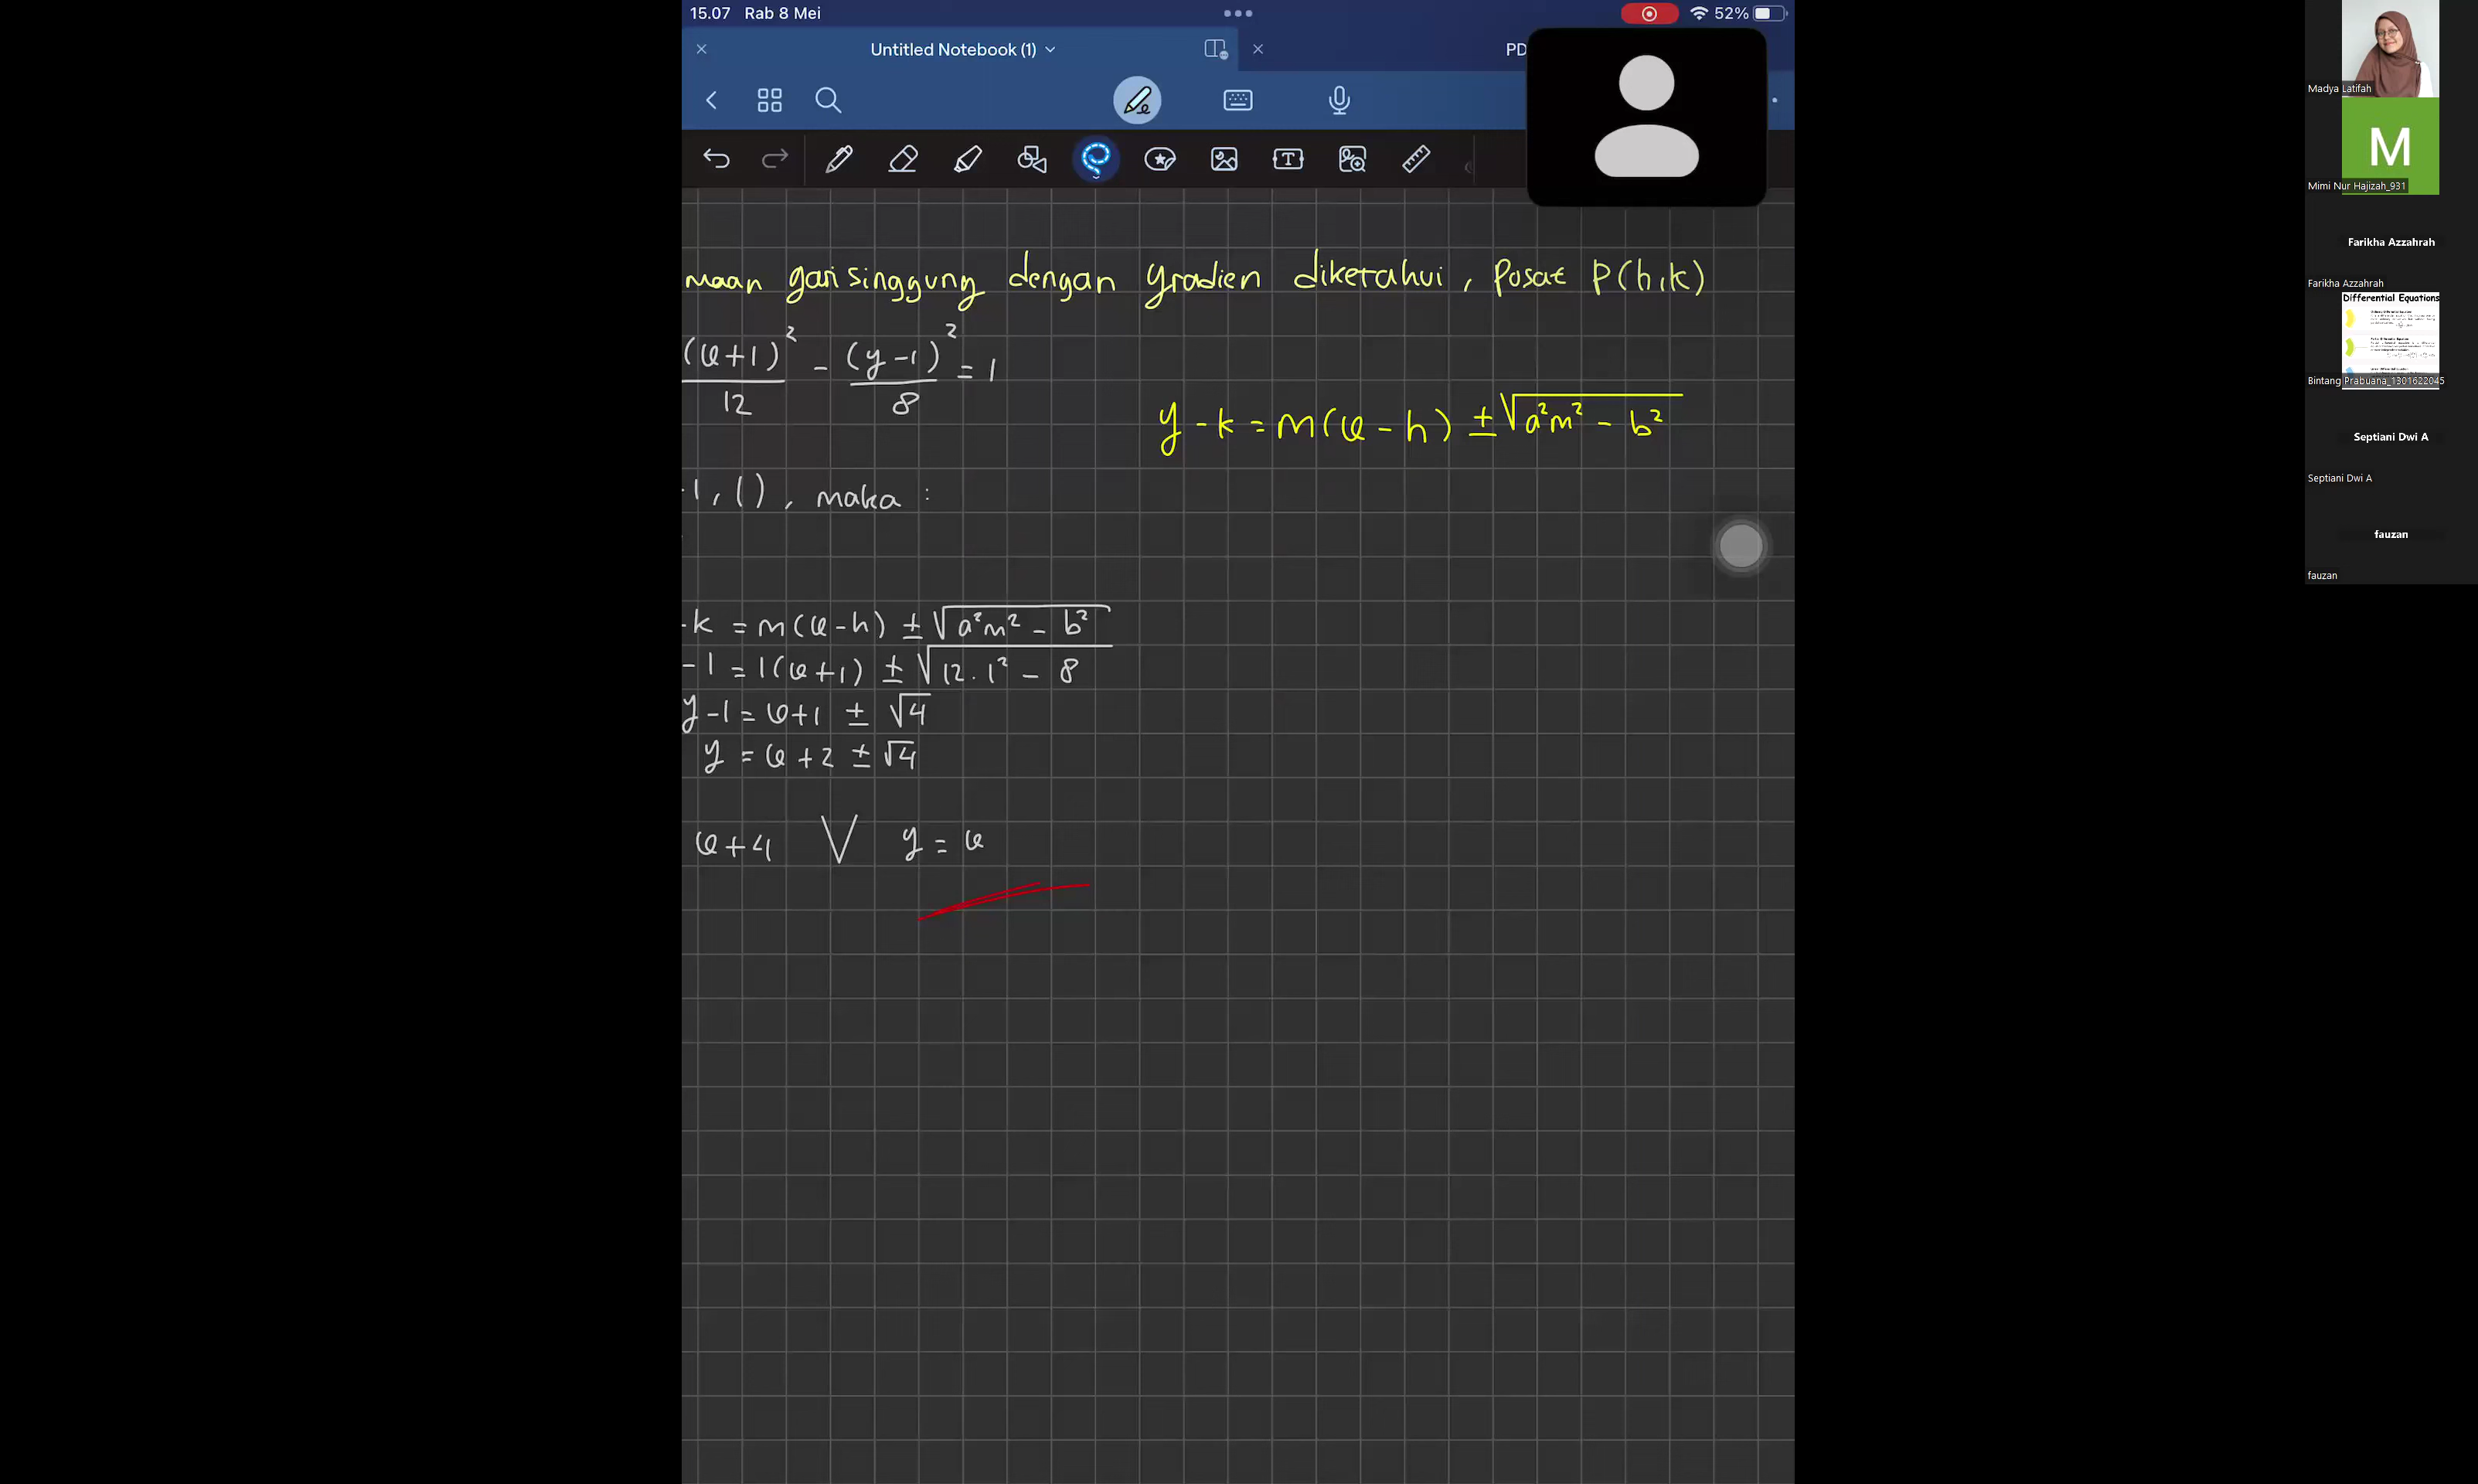 15.07 Rab 8 Mei
52%
Untitled Notebook (1)
PD
maan garis singgung dengan gradien diketahui, Pusat P(h,k)
(x+1)² / 12 - (y-1)² / 8 = 1
y - k = m(x - h) ± √a²m² - b²
-1, 1), maka :
-k = m(x-h) ± √a²m² - b²
-1 = 1(x+1) ± √12 . 1² - 8
y-1 = x+1 ± √4
y = x+2 ± √4
x+4 V y = x
Madya Latifah
M
Mimi Nur Hajizah_931
Farikha Azzahrah
Farikha Azzahrah
Differential Equations
Bintang Prabuana_1301622045
Septiani Dwi A
Septiani Dwi A
fauzan
fauzan